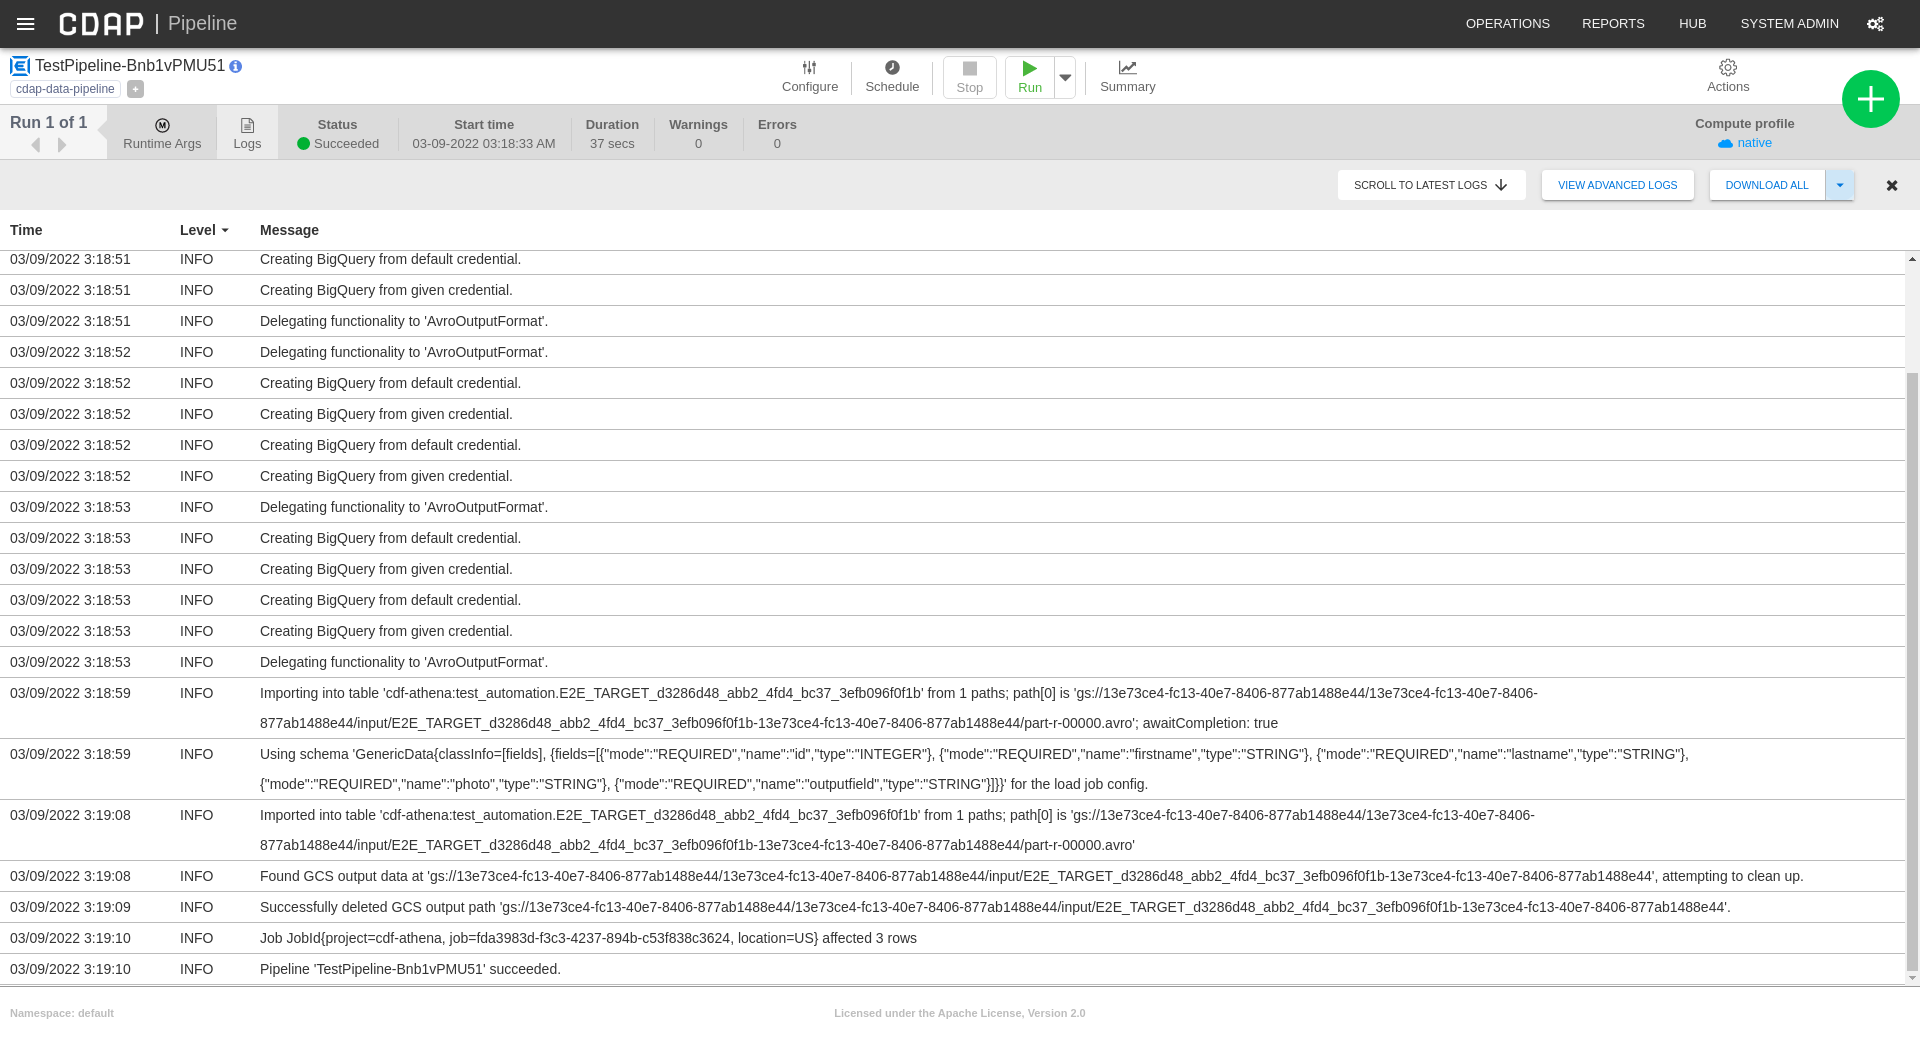 CDAP | Pipeline
OPERATIONS REPORTS HUB SYSTEM ADMIN
TestPipeline-Bnb1vPMU51
cdap-data-pipeline +
Configure Schedule Stop Run Summary Actions
Run 1 of 1
Runtime Args Logs
Status Start time Duration Warnings Errors Compute profile
Succeeded 03-09-2022 03:18:33 AM 37 secs 0 0 native
SCROLL TO LATEST LOGS VIEW ADVANCED LOGS DOWNLOAD ALL
Time Level Message
03/09/2022 3:18:51 INFO Creating BigQuery from default credential.
03/09/2022 3:18:51 INFO Creating BigQuery from given credential.
03/09/2022 3:18:51 INFO Delegating functionality to 'AvroOutputFormat'.
03/09/2022 3:18:52 INFO Delegating functionality to 'AvroOutputFormat'.
03/09/2022 3:18:52 INFO Creating BigQuery from default credential.
03/09/2022 3:18:52 INFO Creating BigQuery from given credential.
03/09/2022 3:18:52 INFO Creating BigQuery from default credential.
03/09/2022 3:18:52 INFO Creating BigQuery from given credential.
03/09/2022 3:18:53 INFO Delegating functionality to 'AvroOutputFormat'.
03/09/2022 3:18:53 INFO Creating BigQuery from default credential.
03/09/2022 3:18:53 INFO Creating BigQuery from given credential.
03/09/2022 3:18:53 INFO Creating BigQuery from default credential.
03/09/2022 3:18:53 INFO Creating BigQuery from given credential.
03/09/2022 3:18:53 INFO Delegating functionality to 'AvroOutputFormat'.
03/09/2022 3:18:59 INFO Importing into table 'cdf-athena:test_automation.E2E_TARGET_d3286d48_abb2_4fd4_bc37_3efb096f0f1b' from 1 paths; path[0] is 'gs://13e73ce4-fc13-40e7-8406-877ab1488e44/13e73ce4-fc13-40e7-8406-
877ab1488e44/input/E2E_TARGET_d3286d48_abb2_4fd4_bc37_3efb096f0f1b-13e73ce4-fc13-40e7-8406-877ab1488e44/part-r-00000.avro'; awaitCompletion: true
03/09/2022 3:18:59 INFO Using schema 'GenericData{classInfo=[fields], {fields=[{"mode":"REQUIRED","name":"id","type":"INTEGER"}, {"mode":"REQUIRED","name":"firstname","type":"STRING"}, {"mode":"REQUIRED","name":"lastname","type":"STRING"},
{"mode":"REQUIRED","name":"photo","type":"STRING"}, {"mode":"REQUIRED","name":"outputfield","type":"STRING"}]}}' for the load job config.
03/09/2022 3:19:08 INFO Imported into table 'cdf-athena:test_automation.E2E_TARGET_d3286d48_abb2_4fd4_bc37_3efb096f0f1b' from 1 paths; path[0] is 'gs://13e73ce4-fc13-40e7-8406-877ab1488e44/13e73ce4-fc13-40e7-8406-
877ab1488e44/input/E2E_TARGET_d3286d48_abb2_4fd4_bc37_3efb096f0f1b-13e73ce4-fc13-40e7-8406-877ab1488e44/part-r-00000.avro'
03/09/2022 3:19:08 INFO Found GCS output data at 'gs://13e73ce4-fc13-40e7-8406-877ab1488e44/13e73ce4-fc13-40e7-8406-877ab1488e44/input/E2E_TARGET_d3286d48_abb2_4fd4_bc37_3efb096f0f1b-13e73ce4-fc13-40e7-8406-877ab1488e44', attempting to clean up.
03/09/2022 3:19:09 INFO Successfully deleted GCS output path 'gs://13e73ce4-fc13-40e7-8406-877ab1488e44/13e73ce4-fc13-40e7-8406-877ab1488e44/input/E2E_TARGET_d3286d48_abb2_4fd4_bc37_3efb096f0f1b-13e73ce4-fc13-40e7-8406-877ab1488e44'.
03/09/2022 3:19:10 INFO Job JobId{project=cdf-athena, job=fda3983d-f3c3-4237-894b-c53f838c3624, location=US} affected 3 rows
03/09/2022 3:19:10 INFO Pipeline 'TestPipeline-Bnb1vPMU51' succeeded.
Namespace: default Licensed under the Apache License, Version 2.0